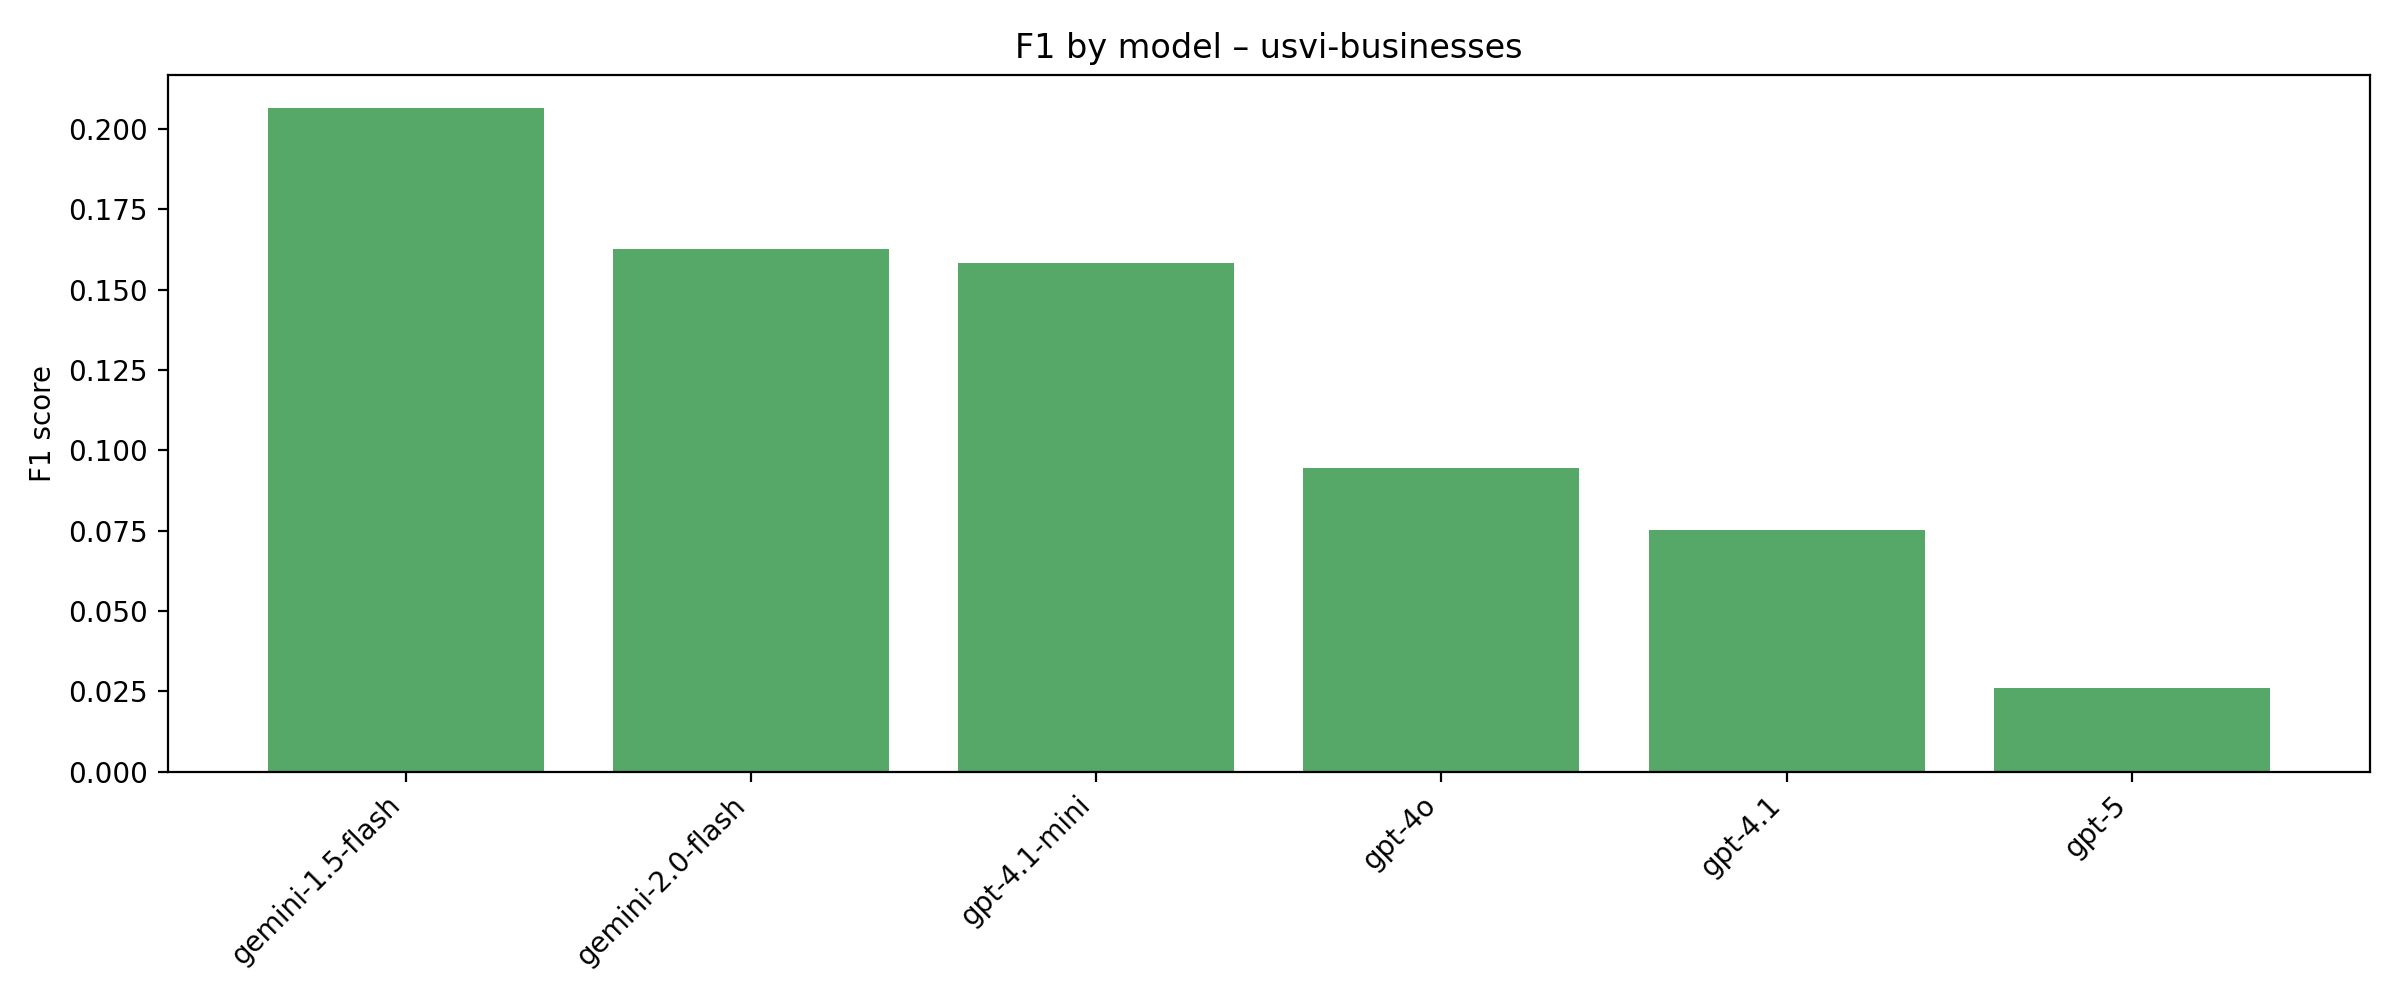 F1 by model – usvi-businesses
F1 score
0.200
0.175
0.150
0.125
0.100
0.075
0.050
0.025
0.000
gemini-1.5-flash
gemini-2.0-flash
gpt-4.1-mini
gpt-4o
gpt-4.1
gpt-5